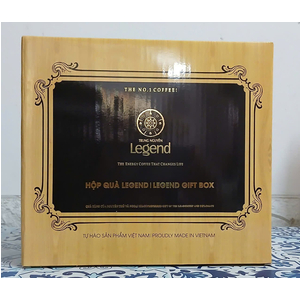 THE NO.1 COFFEE!
TRUNG NGUYÊN
Legend
THE ENERGY COFFEE THAT CHANGES LIFE
HỘP QUÀ LEGEND | LEGEND GIFT BOX
TỰ HÀO SẢN PHẨM VIỆT NAM | PROUDLY MADE IN VIETNAM